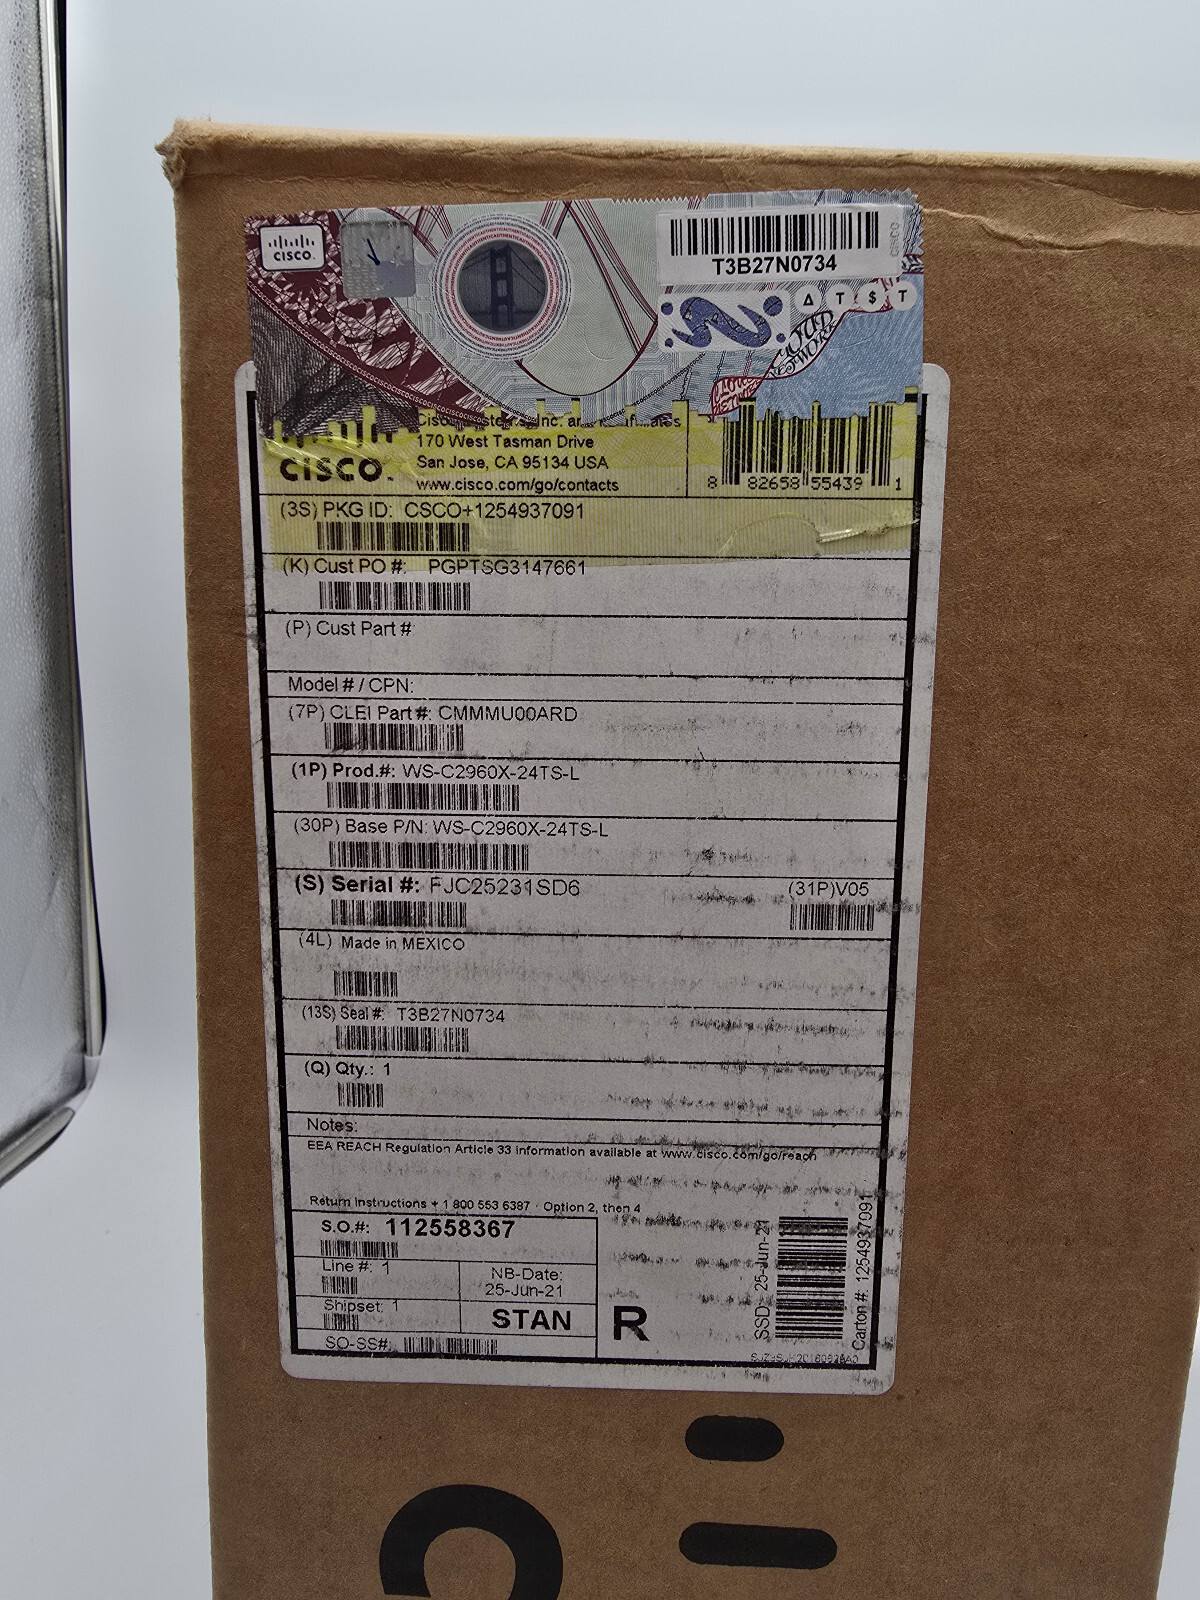 CISCO.
T3B27N0734
CISCO
Δ T $ T
AUTHENTIC
CISCO
Cisco Systems, Inc. and its affiliates
170 West Tasman Drive
CISCO.
San Jose, CA 95134 USA
www.cisco.com/go/contacts
8 82658 55439 1
(3S) PKG ID: CSCO+1254937091
(K) Cust PO #: PGPTSG3147661
(P) Cust Part #
Model # / CPN:
(7P) CLEI Part#: CMMMU00ARD
(1P) Prod.#: WS-C2960X-24TS-L
(30P) Base P/N: WS-C2960X-24TS-L
(S) Serial #: FJC25231SD6
(31P)V05
(4L) Made in MEXICO
(13S) Seal #: T3B27N0734
(Q) Qty.: 1
Notes:
EEA REACH Regulation Article 33 information available at www.cisco.com/go/reach
Return Instructions + 1 800 553 6387 - Option 2, then 4
S.O.#: 112558367
Line #: 1
NB-Date:
25-Jun-21
Shipset: 1
STAN
R
SO-SS#:
SSD: 25-Jun-21
Carton #: 1254937091